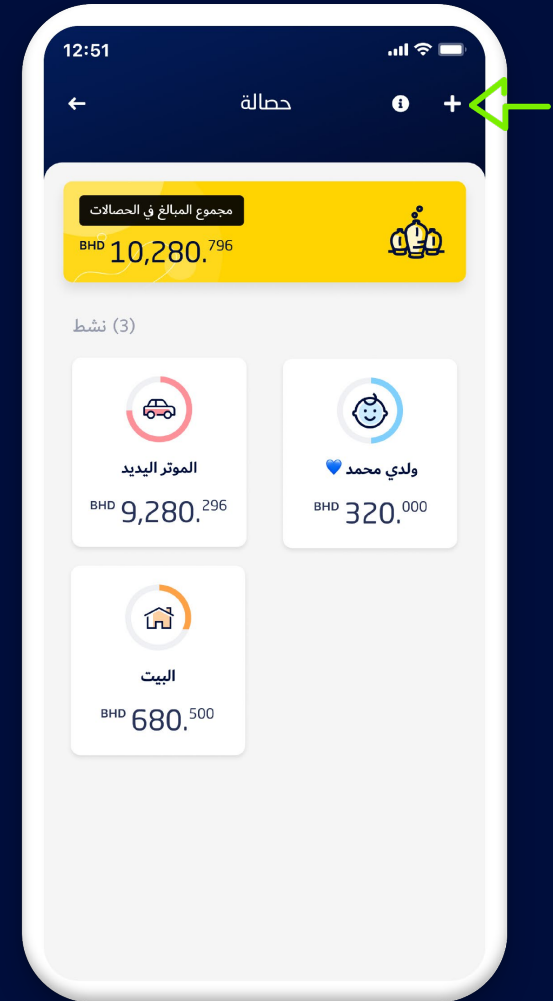 12:51
حصالة
مجموع المبالغ في الحصالات
BHD 10,280.796
(3) نشط
ولدي محمد 💙
BHD 320.000
الموتر اليديد
BHD 9,280.296
البيت
BHD 680.500